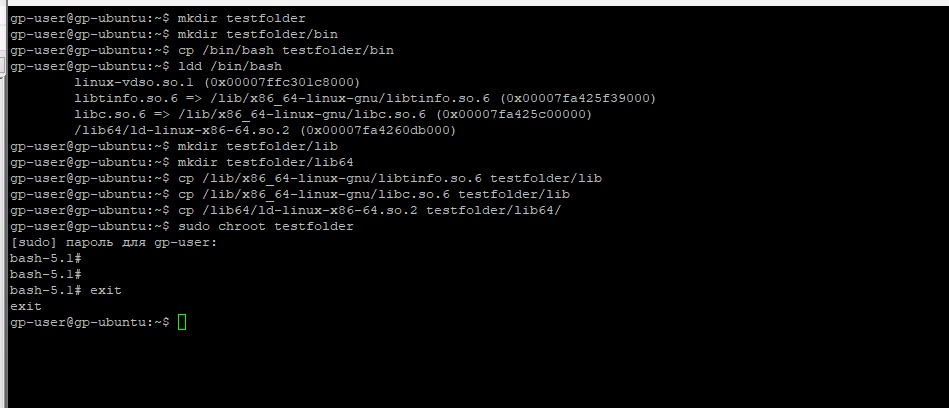 gp-user@gp-ubuntu:~$ mkdir testfolder
gp-user@gp-ubuntu:~$ mkdir testfolder/bin
gp-user@gp-ubuntu:~$ cp /bin/bash testfolder/bin
gp-user@gp-ubuntu:~$ ldd /bin/bash
        linux-vdso.so.1 (0x00007ffc301c8000)
        libtinfo.so.6 => /lib/x86_64-linux-gnu/libtinfo.so.6 (0x00007fa425f39000)
        libc.so.6 => /lib/x86_64-linux-gnu/libc.so.6 (0x00007fa425c00000)
        /lib64/ld-linux-x86-64.so.2 (0x00007fa4260db000)
gp-user@gp-ubuntu:~$ mkdir testfolder/lib
gp-user@gp-ubuntu:~$ mkdir testfolder/lib64
gp-user@gp-ubuntu:~$ cp /lib/x86_64-linux-gnu/libtinfo.so.6 testfolder/lib
gp-user@gp-ubuntu:~$ cp /lib/x86_64-linux-gnu/libc.so.6 testfolder/lib
gp-user@gp-ubuntu:~$ cp /lib64/ld-linux-x86-64.so.2 testfolder/lib64/
gp-user@gp-ubuntu:~$ sudo chroot testfolder
[sudo] пароль для gp-user:
bash-5.1#
bash-5.1#
bash-5.1# exit
exit
gp-user@gp-ubuntu:~$